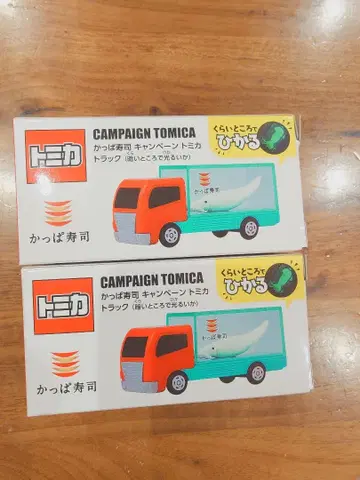 トミカ
CAMPAIGN TOMICA
かっぱ寿司 キャンペーン トミカ
トラック(暗いところで光るいか)
くらいところで
ひかる
かっぱ寿司
かっぱ寿司
トミカ
CAMPAIGN TOMICA
かっぱ寿司 キャンペーン トミカ
トラック(暗いところで光るいか)
くらいところで
ひかる
かっぱ寿司
かっぱ寿司